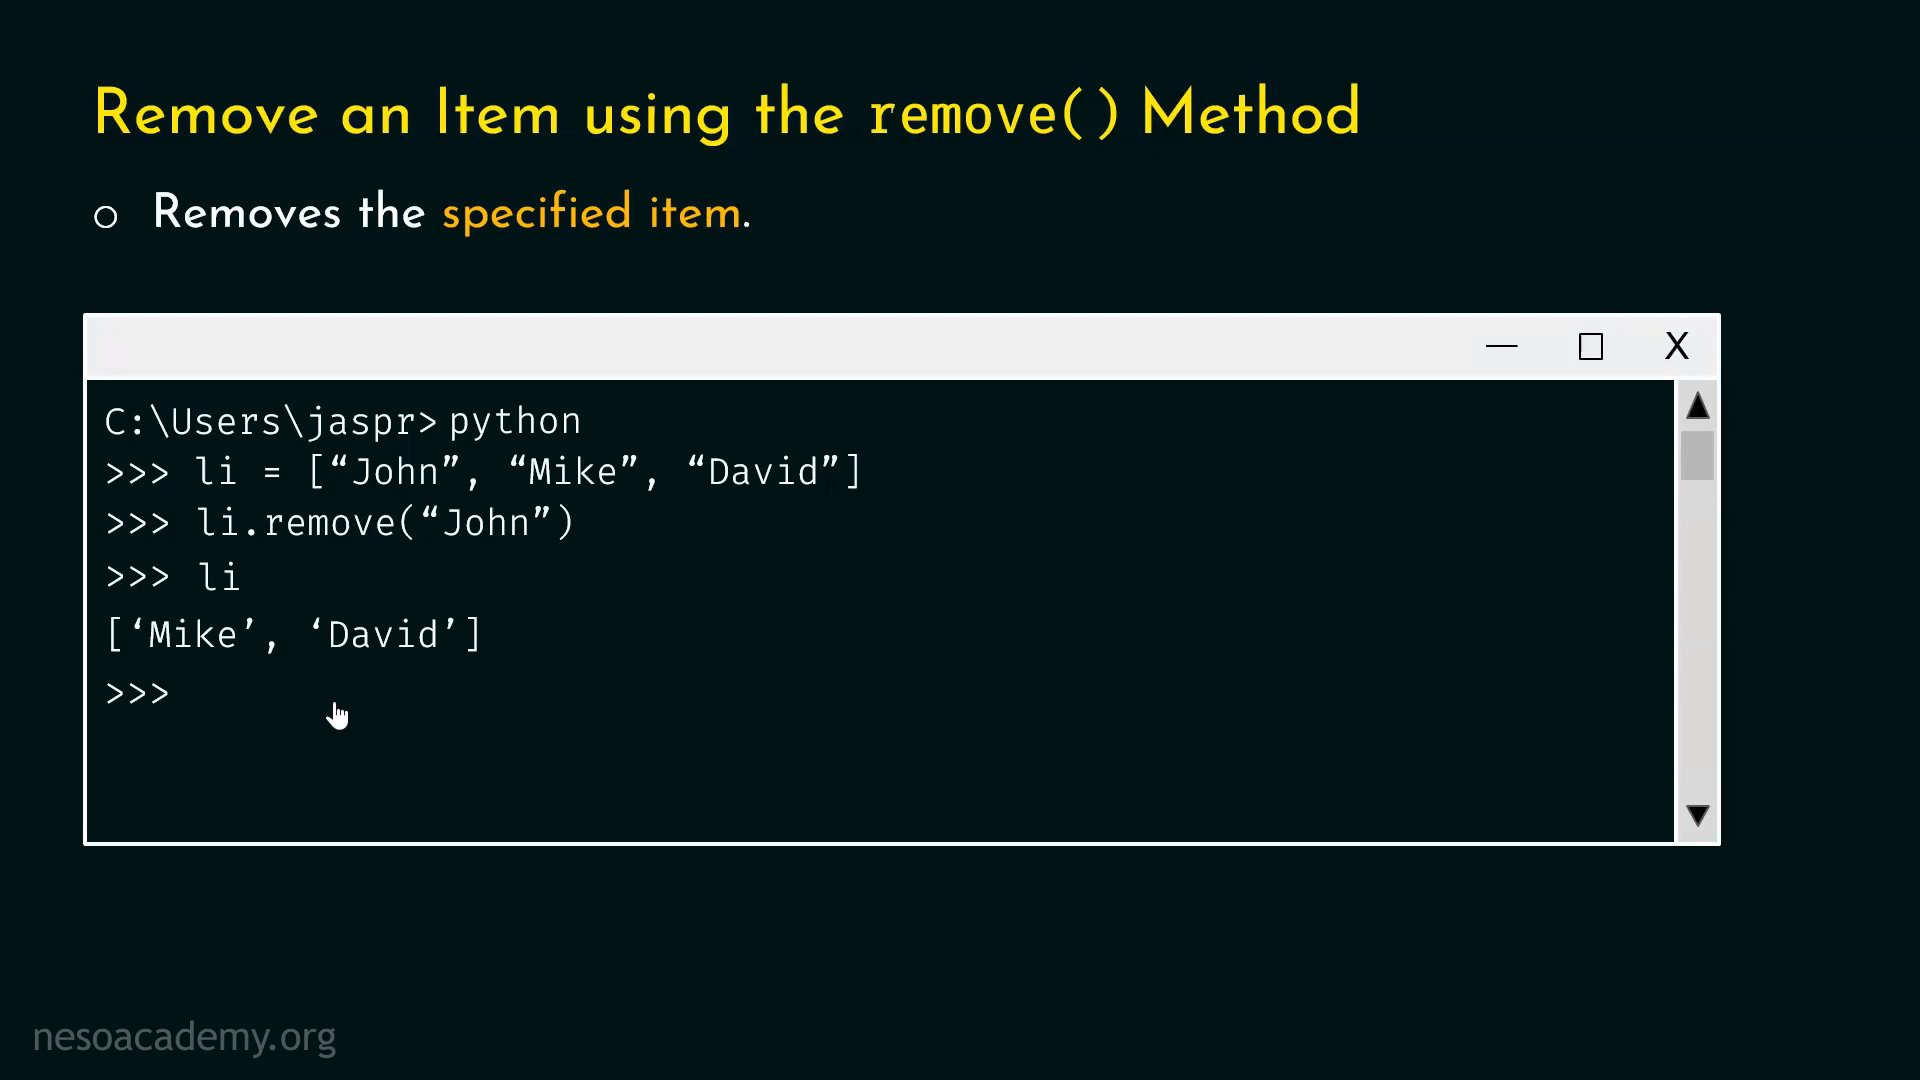 Remove an Item using the remove() Method
○ Removes the specified item.
X
C:\Users\jaspr> python
>>> li = [“John”, “Mike”, “David”]
>>> li.remove(“John”)
>>> li
[‘Mike’, ‘David’]
>>>
nesoacademy.org